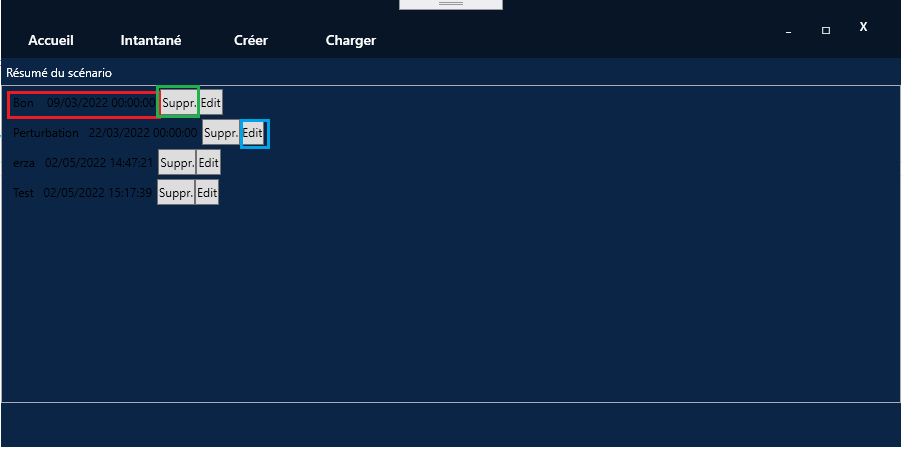 Accueil Intantané Créer Charger _ □ X
Résumé du scénario
Bon 09/03/2022 00:00:00 Suppr. Edit
Perturbation 22/03/2022 00:00:00 Suppr. Edit
erza 02/05/2022 14:47:21 Suppr. Edit
Test 02/05/2022 15:17:39 Suppr. Edit